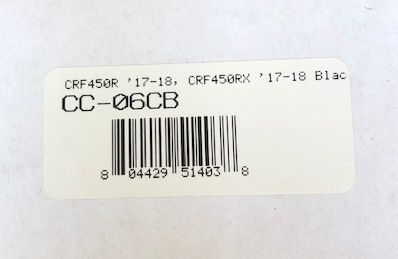 CRF450R '17-18, CRF450RX '17-18 Blac
CC-06CB
8 04429 51403 8